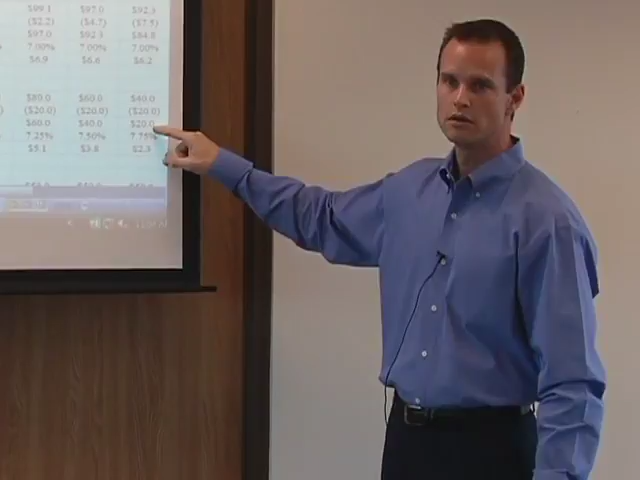 $99.1 $97.0 $92.3
($2.2) ($4.7) ($7.5)
$97.0 $92.3 $84.8
7.00% 7.00% 7.00%
$6.9 $6.6 $6.2
$80.0 $60.0 $40.0
($20.0) ($20.0) ($20.0)
$60.0 $40.0 $20.0
7.25% 7.50% 7.75%
$5.1 $3.8 $2.3